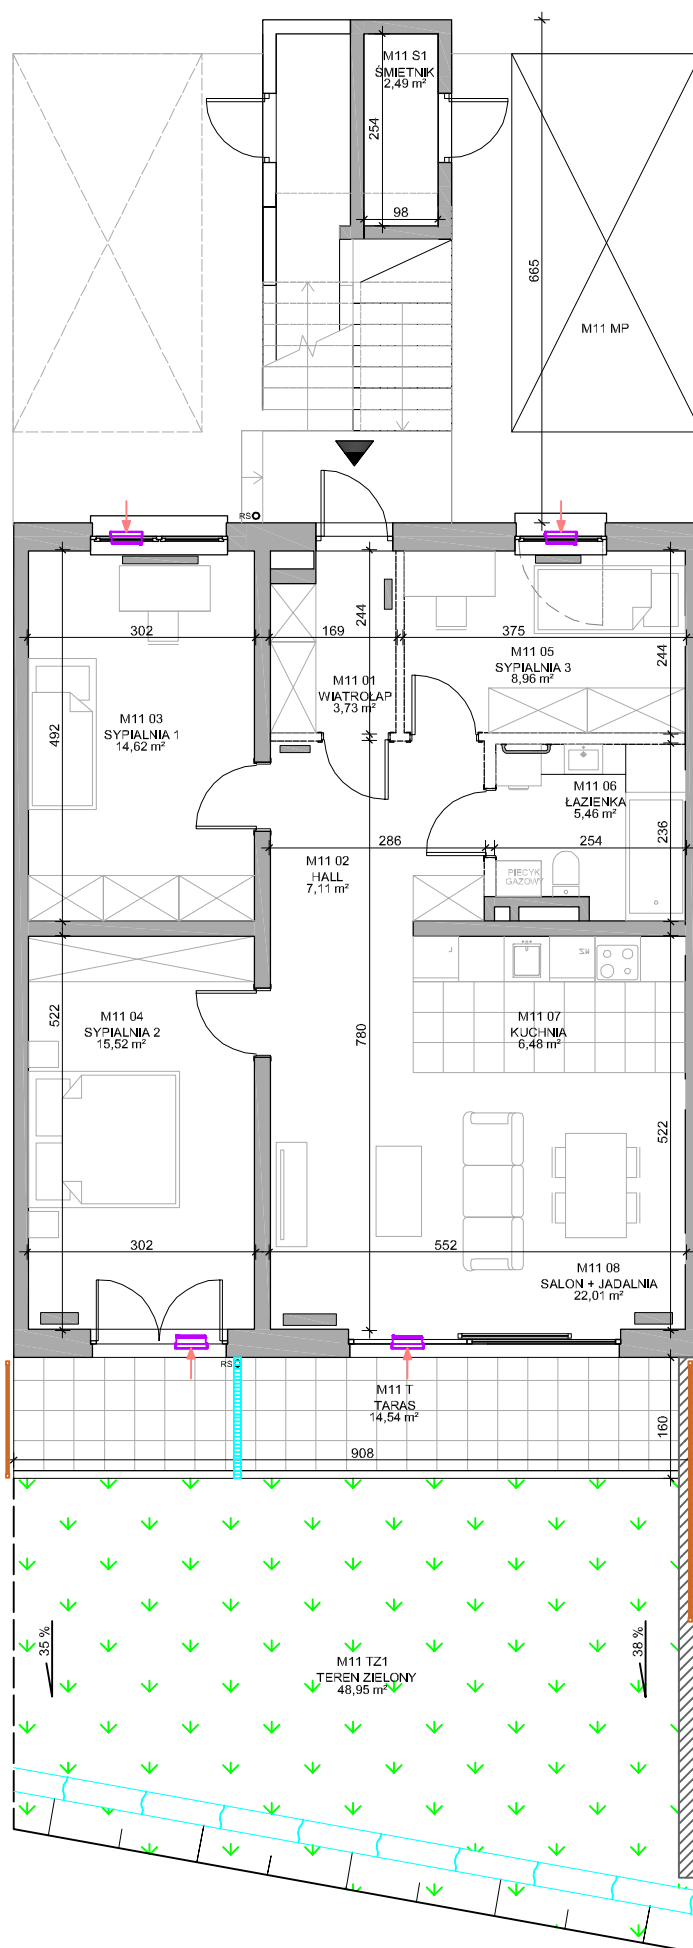 M11 S1
ŚMIETNIK
2,49 m²
254
98
665
M11 MP
RS
302
169
375
244
244
M11 05
SYPIALNIA 3
8,96 m²
M11 01
WIATROŁAP
3,73 m²
M11 03
SYPIALNIA 1
14,62 m²
492
M11 06
ŁAZIENKA
5,46 m²
236
286
254
M11 02
HALL
7,11 m²
PIECYK
GAZOWY
L
WZ
M11 04
SYPIALNIA 2
15,52 m²
522
780
M11 07
KUCHNIA
6,48 m²
522
302
552
M11 08
SALON + JADALNIA
22,01 m²
RS
M11 T
TARAS
14,54 m²
160
908
35 %
38 %
M11 TZ1
TEREN ZIELONY
48,95 m²